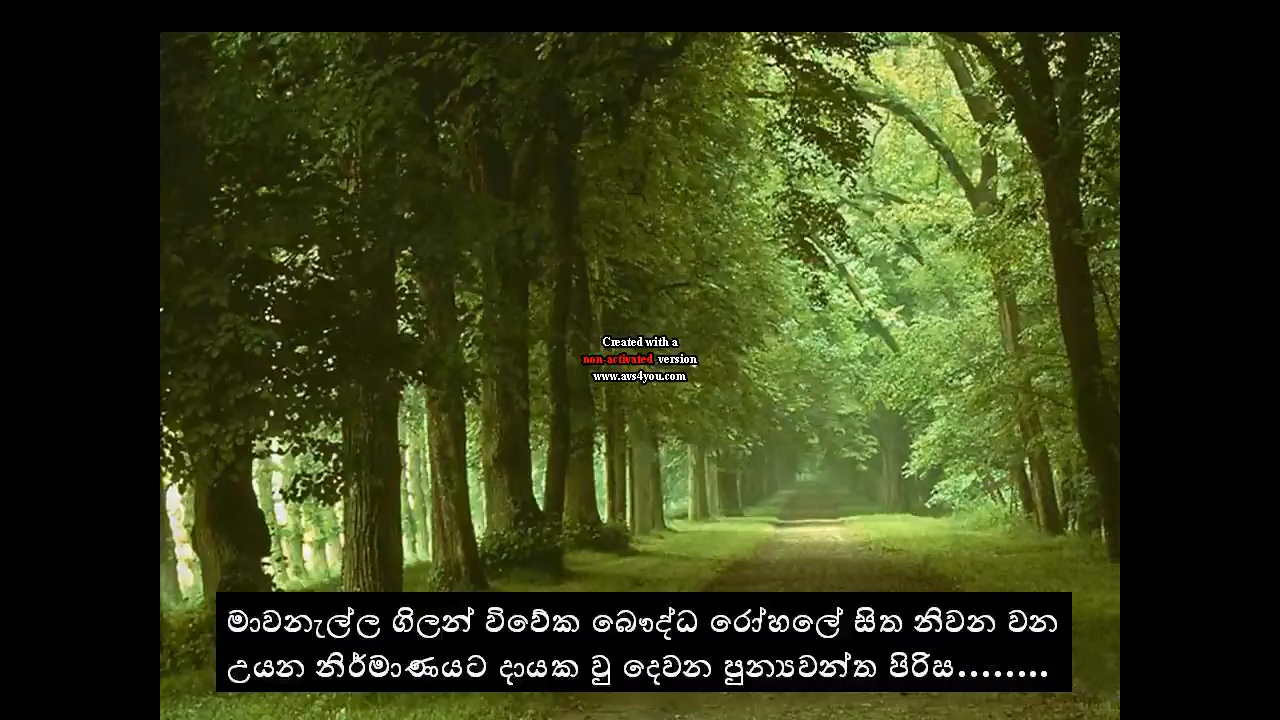 Created with a
non-activated version
www.avs4you.com
මාවනැල්ල ගිලන් විවේක බෞද්ධ රෝහලේ සිත නිවන වන
උයන නිර්මාණයට දායක වු දෙවන පුන්‍යවන්ත පිරිස........